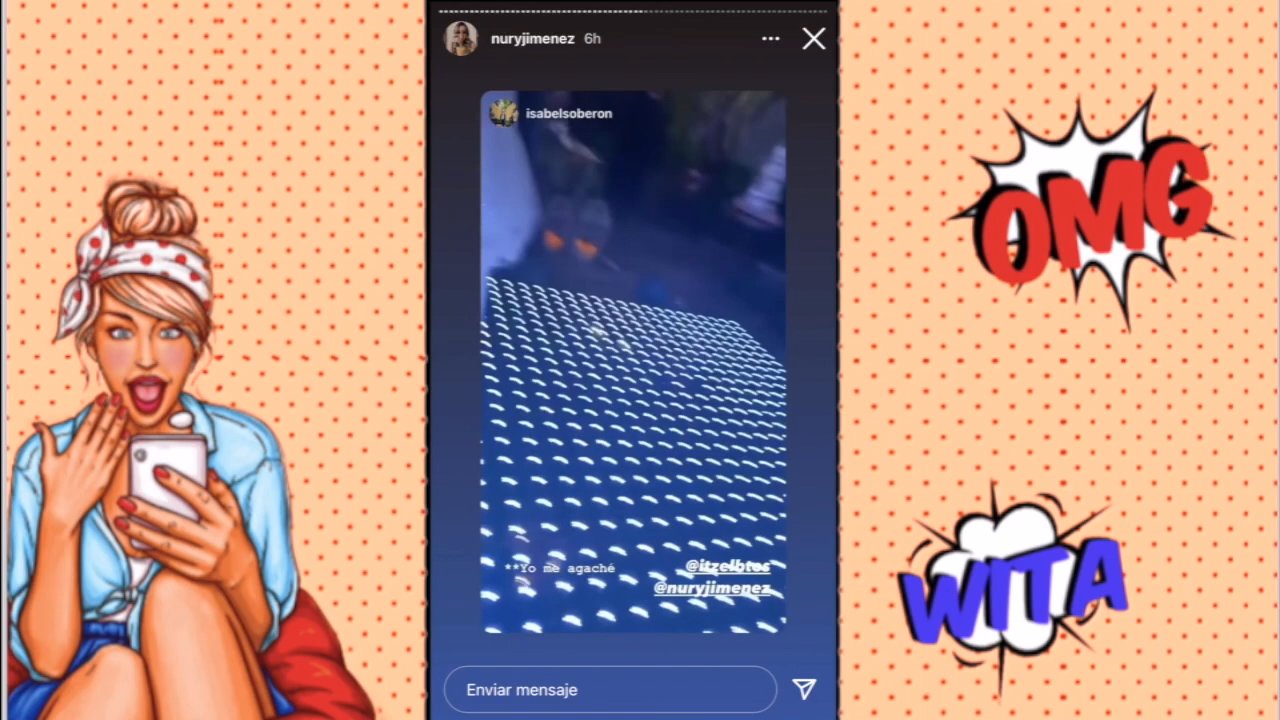 nuryjimenez 6h
isabelsoberon
**Yo me agaché
@itzelbtos
@nuryjimenez
Enviar mensaje
OMG
WITA